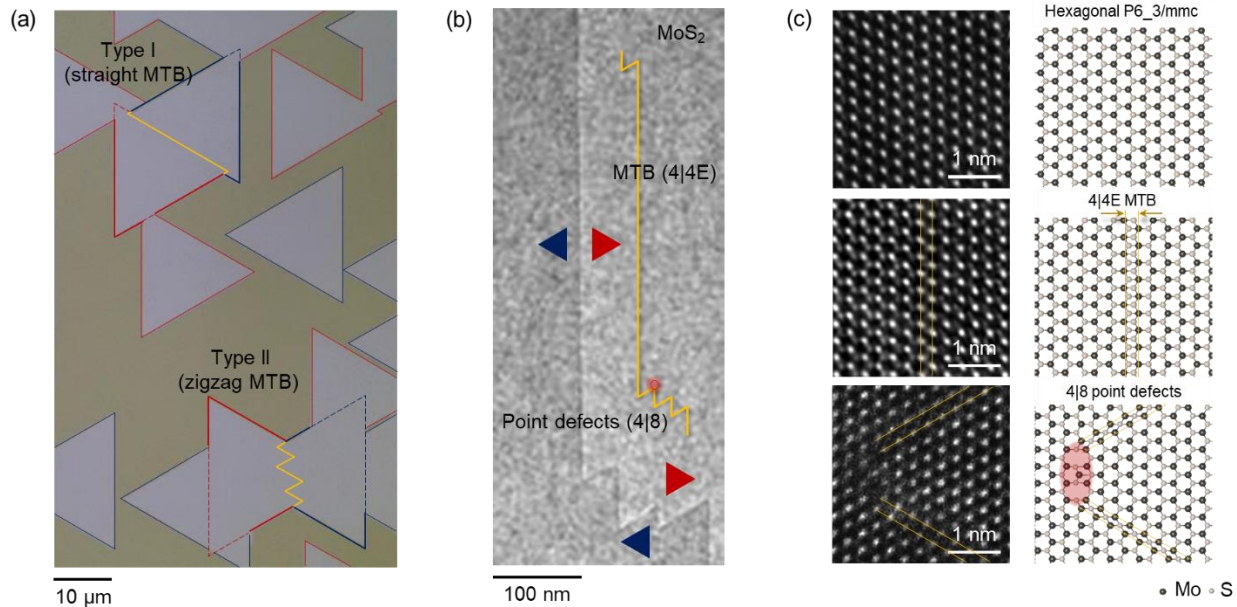 (a)
Type I
(straight MTB)
Type II
(zigzag MTB)
10 μm
(b)
MoS₂
MTB (4|4E)
Point defects (4|8)
100 nm
(c)
Hexagonal P6_3/mmc
1 nm
4|4E MTB
1 nm
4|8 point defects
1 nm
Mo S